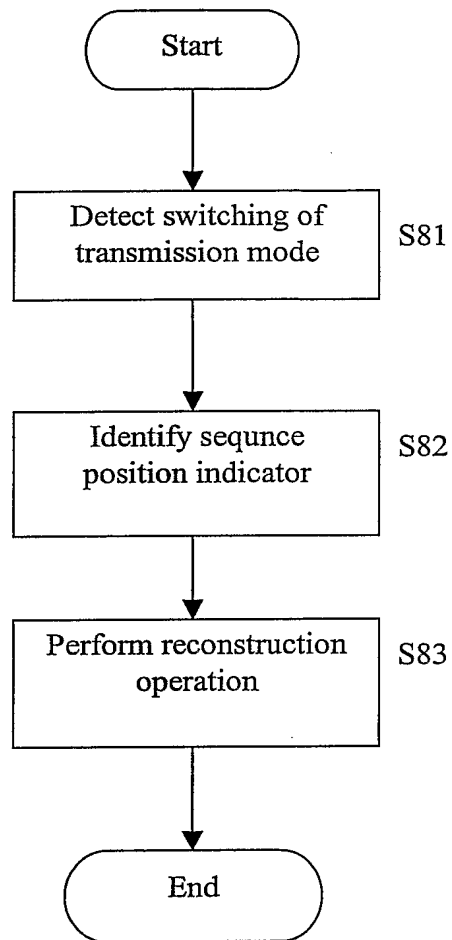 Start
Detect switching of
transmission mode
S81
Identify sequnce
position indicator
S82
Perform reconstruction
operation
S83
End